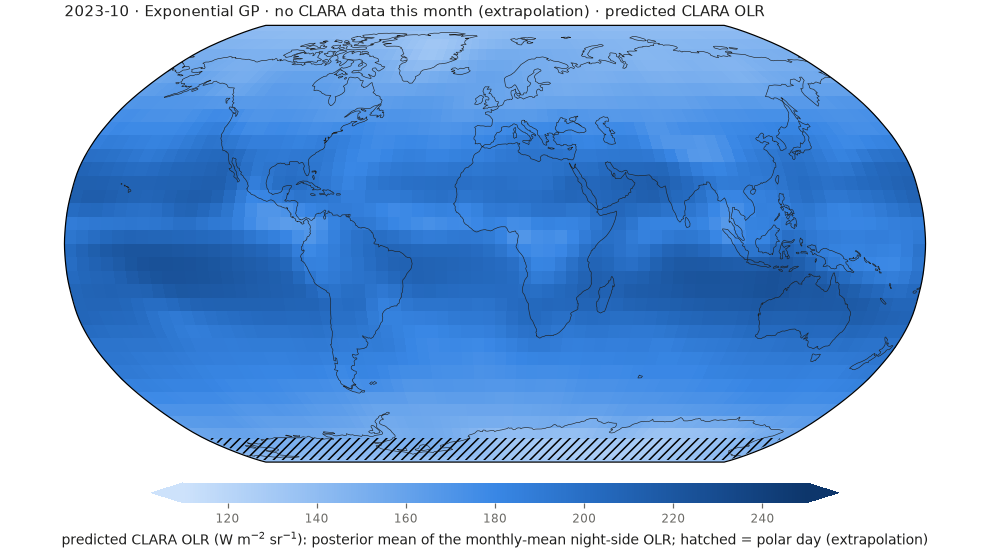 2023-10 · Exponential GP · no CLARA data this month (extrapolation) · predicted CLARA OLR
120 140 160 180 200 220 240
predicted CLARA OLR (W m⁻² sr⁻¹): posterior mean of the monthly-mean night-side OLR; hatched = polar day (extrapolation)